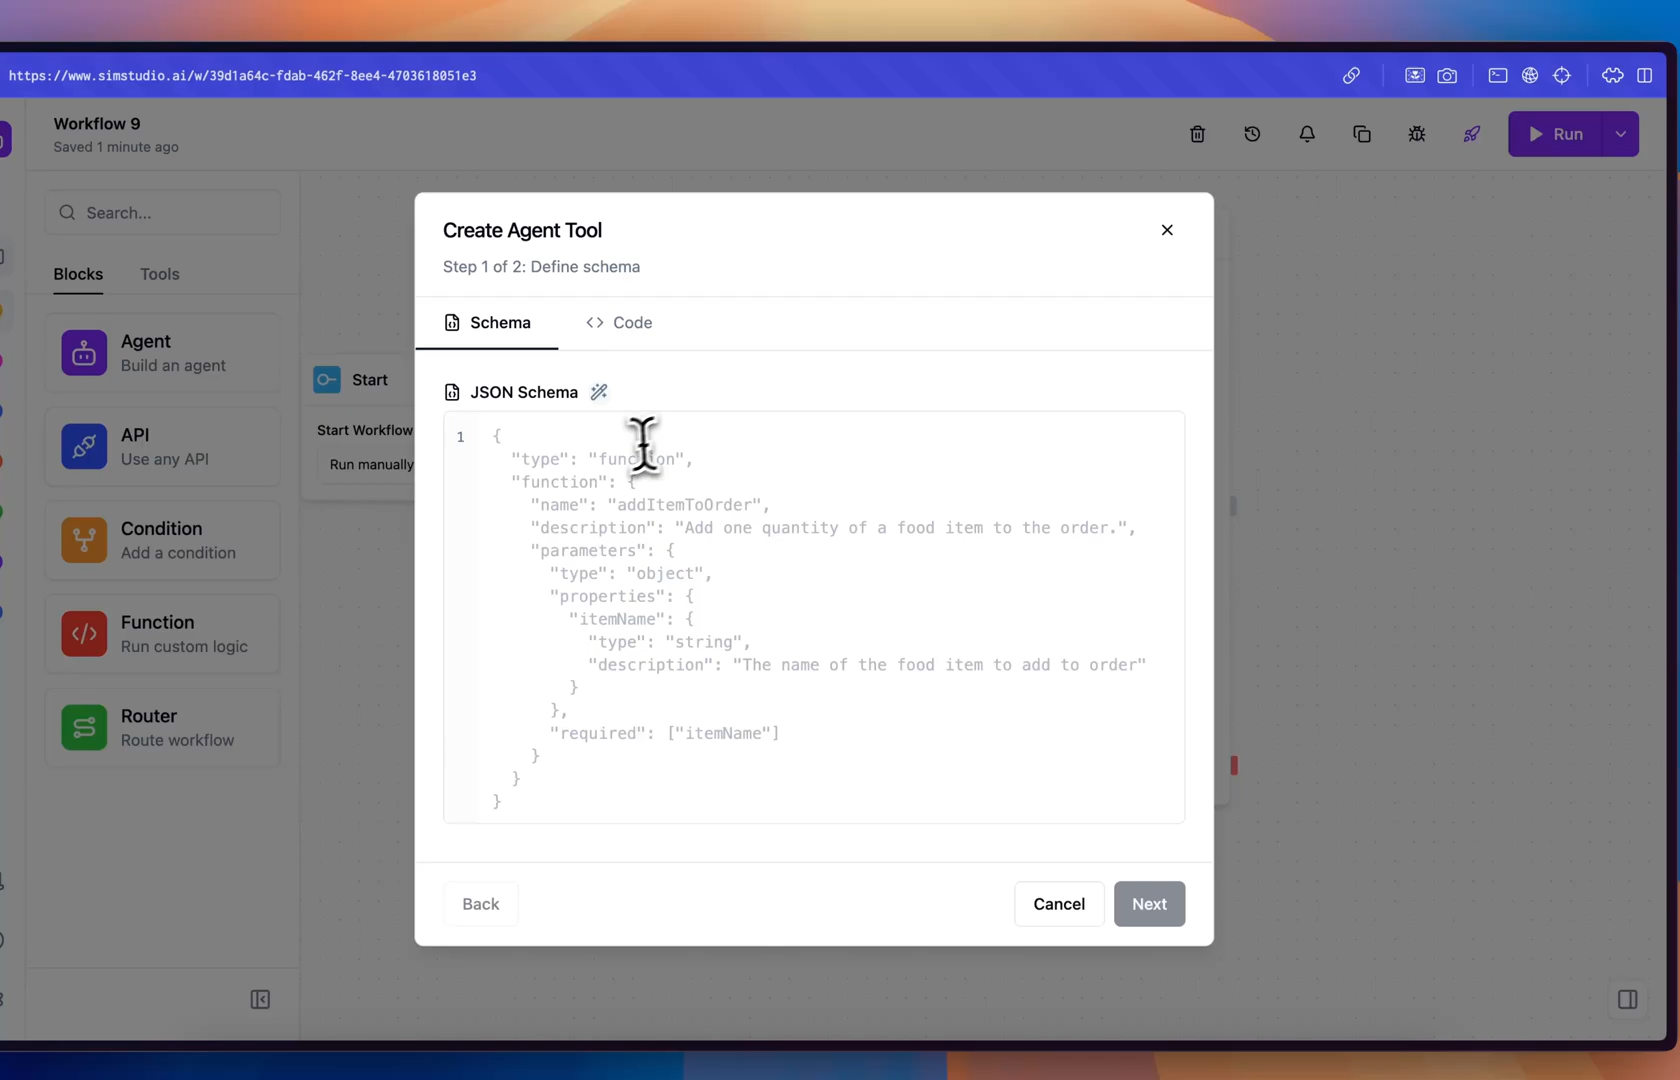 https://www.simstudio.ai/w/39d1a64c-fdab-462f-8ee4-4703618051e3
Workflow 9
Saved 1 minute ago
Run
Search...
Blocks
Tools
Agent
Build an agent
API
Use any API
Condition
Add a condition
Function
Run custom logic
Router
Route workflow
Start
Start Workflow
Run manually
Create Agent Tool
Step 1 of 2: Define schema
Schema
Code
JSON Schema
1
{
"type": "function",
"function": {
"name": "addItemToOrder",
"description": "Add one quantity of a food item to the order.",
"parameters": {
"type": "object",
"properties": {
"itemName": {
"type": "string",
"description": "The name of the food item to add to order"
}
},
"required": ["itemName"]
}
}
}
Back
Cancel
Next